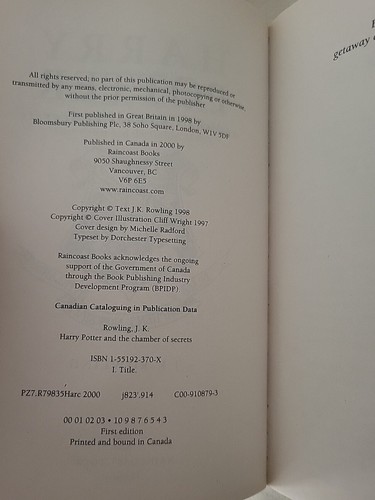 All rights reserved; no part of this publication may be reproduced or
transmitted by any means, electronic, mechanical, photocopying or otherwise,
without the prior permission of the publisher
First published in Great Britain in 1998 by
Bloomsbury Publishing Plc, 38 Soho Square, London, W1V 5DF
Published in Canada in 2000 by
Raincoast Books
9050 Shaughnessy Street
Vancouver, BC
V6P 6E5
www.raincoast.com
Copyright © Text J.K. Rowling 1998
Copyright © Cover Illustration Cliff Wright 1997
Cover design by Michelle Radford
Typeset by Dorchester Typesetting
Raincoast Books acknowledges the ongoing
support of the Government of Canada
through the Book Publishing Industry
Development Program (BPIDP)
Canadian Cataloguing in Publication Data
Rowling, J. K.
Harry Potter and the chamber of secrets
ISBN 1-55192-370-X
I. Title.
PZ7.R79835Harc 2000 j823'.914 C00-910879-3
00 01 02 03 • 10 9 8 7 6 5 4 3
First edition
Printed and bound in Canada
getaway